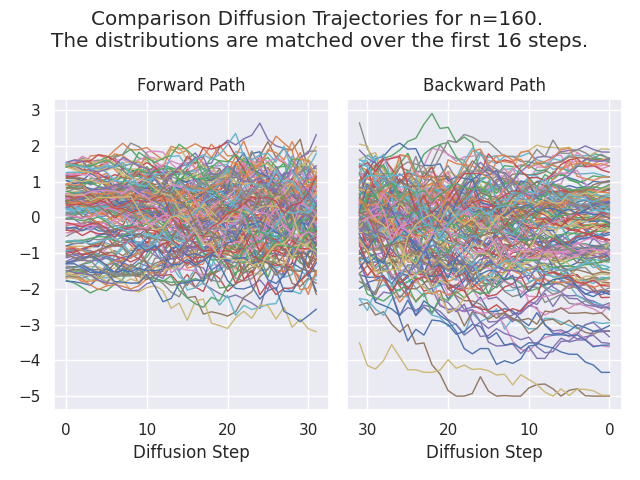 Comparison Diffusion Trajectories for n=160.
The distributions are matched over the first 16 steps.
Forward Path
Backward Path
3
2
1
0
−1
−2
−3
−4
−5
0 10 20 30
30 20 10 0
Diffusion Step
Diffusion Step